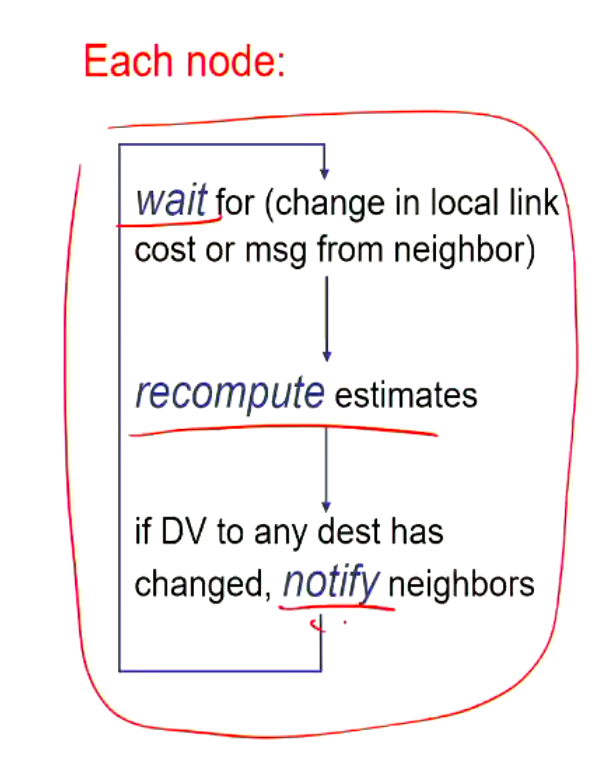 Each node:
wait for (change in local link
cost or msg from neighbor)
recompute estimates
if DV to any dest has
changed, notify neighbors